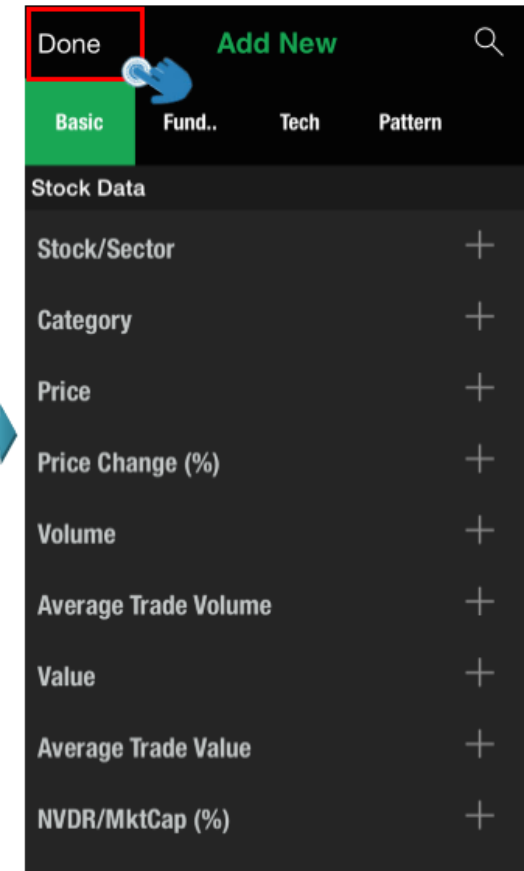 Done Add New
Basic Fund.. Tech Pattern
Stock Data
Stock/Sector
Category
Price
Price Change (%)
Volume
Average Trade Volume
Value
Average Trade Value
NVDR/MktCap (%)